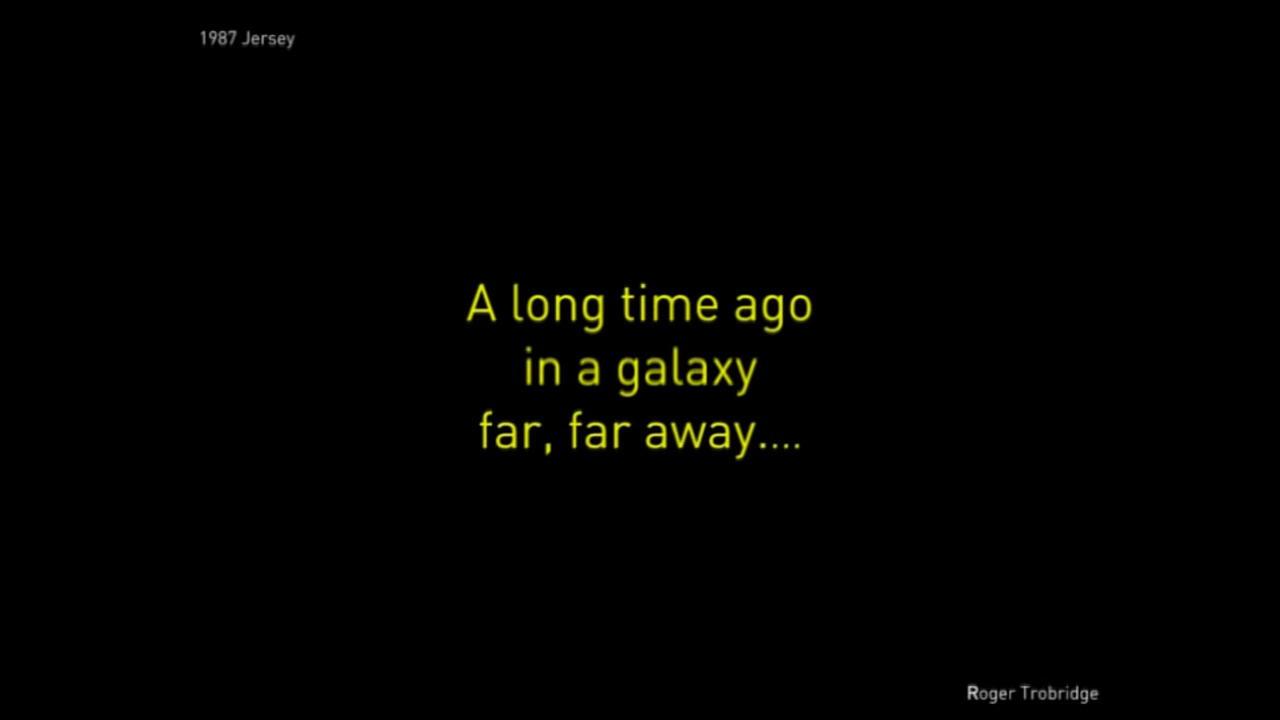 1987 Jersey
A long time ago
in a galaxy
far, far away....
Roger Trobridge